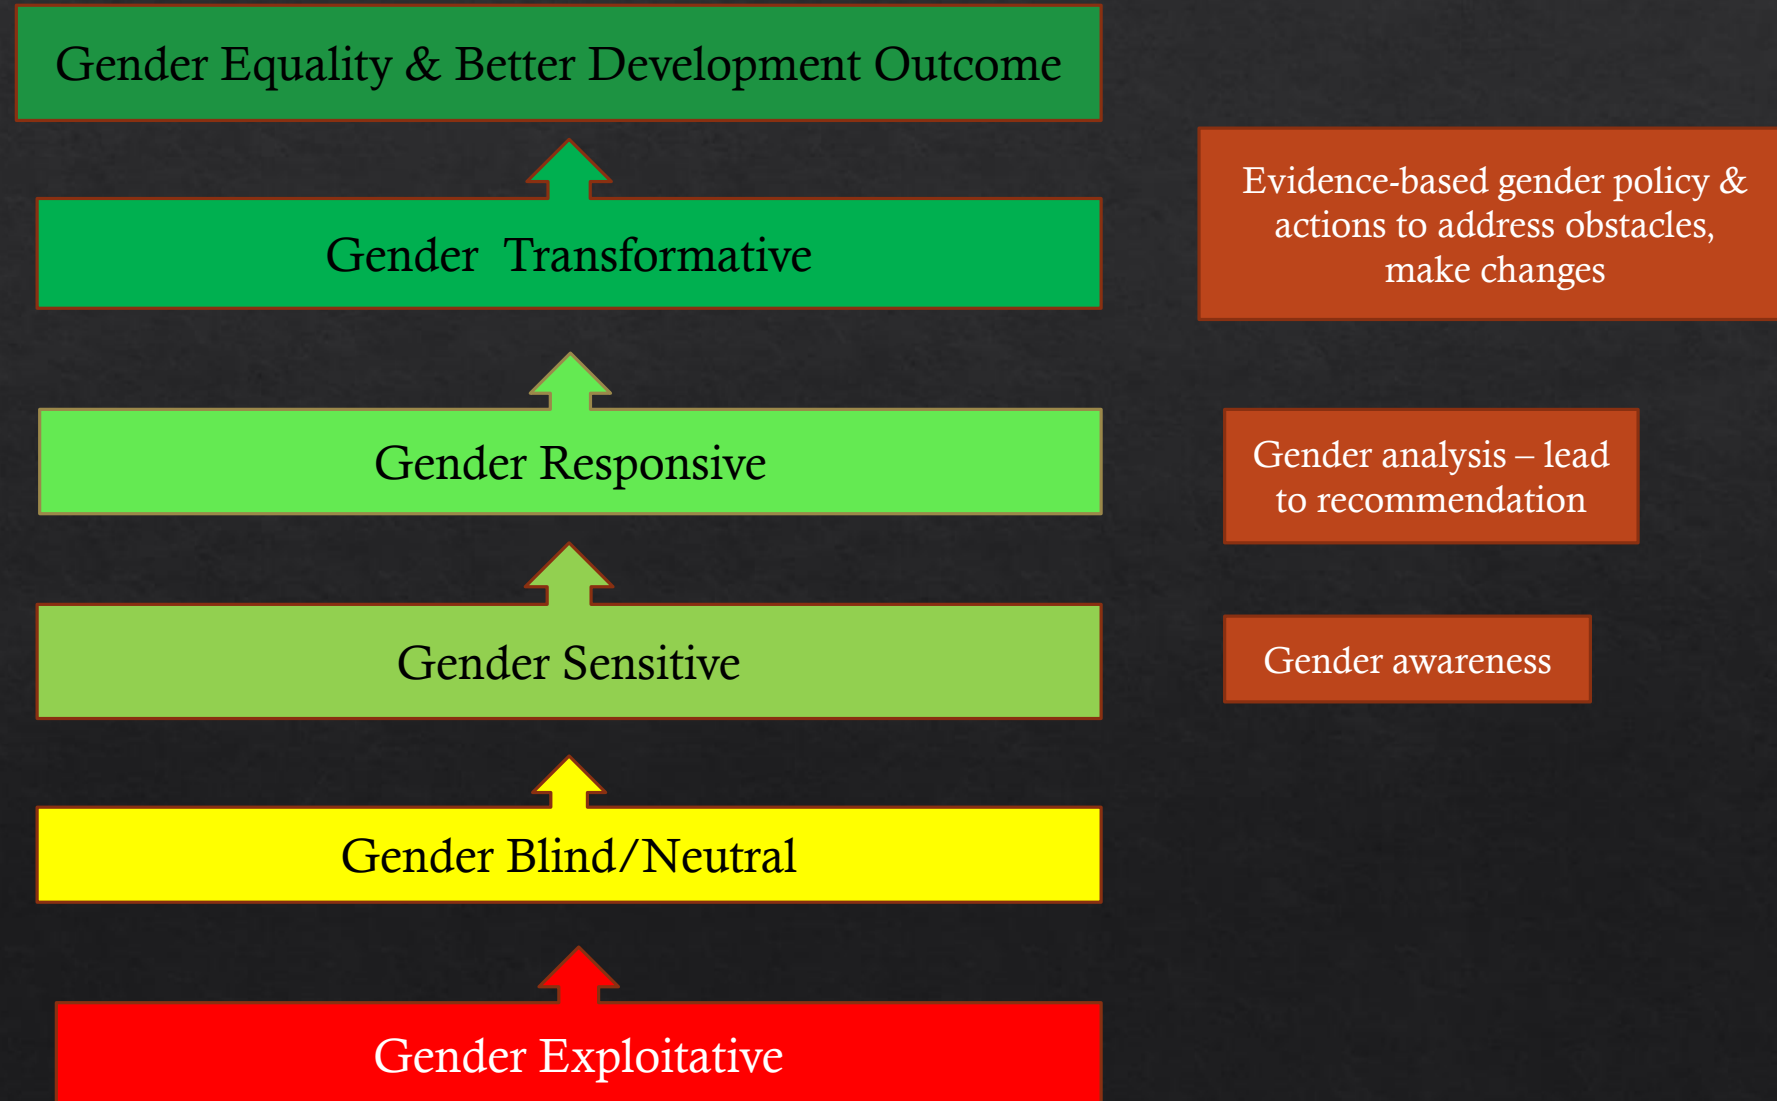 Gender Equality & Better Development Outcome
Evidence-based gender policy &
actions to address obstacles,
make changes
Gender Transformative
Gender Responsive
Gender analysis – lead
to recommendation
Gender Sensitive
Gender awareness
Gender Blind/Neutral
Gender Exploitative